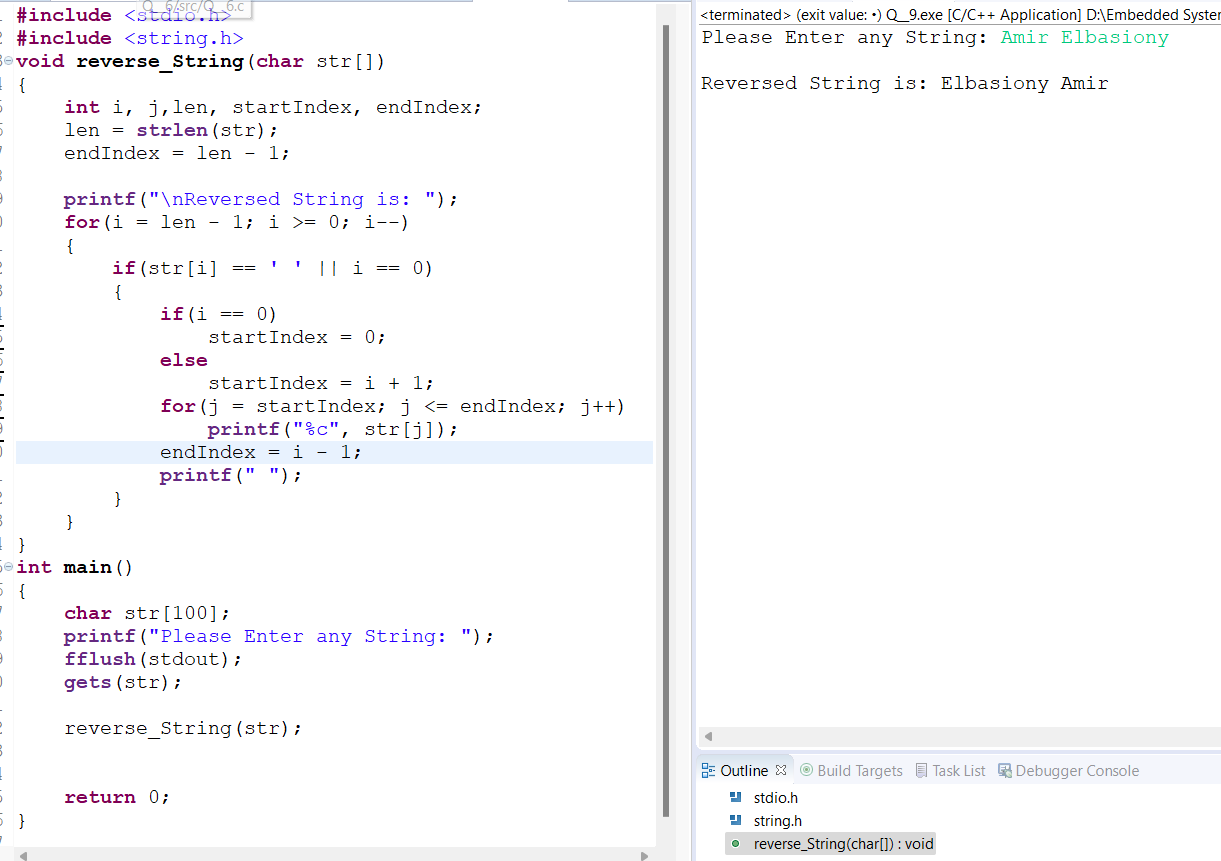 Q_6/src/Q_6.c
#include <stdio.h>
#include <string.h>
void reverse_String(char str[])
{
    int i, j,len, startIndex, endIndex;
    len = strlen(str);
    endIndex = len - 1;

    printf("\nReversed String is: ");
    for(i = len - 1; i >= 0; i--)
    {
        if(str[i] == ' ' || i == 0)
        {
            if(i == 0)
                startIndex = 0;
            else
                startIndex = i + 1;
            for(j = startIndex; j <= endIndex; j++)
                printf("%c", str[j]);
            endIndex = i - 1;
            printf(" ");
        }
    }
}
int main()
{
    char str[100];
    printf("Please Enter any String: ");
    fflush(stdout);
    gets(str);

    reverse_String(str);

    return 0;
}
<terminated> (exit value: •) Q__9.exe [C/C++ Application] D:\Embedded Syster
Please Enter any String: Amir Elbasiony

Reversed String is: Elbasiony Amir
Outline Build Targets Task List Debugger Console
stdio.h
string.h
reverse_String(char[]) : void